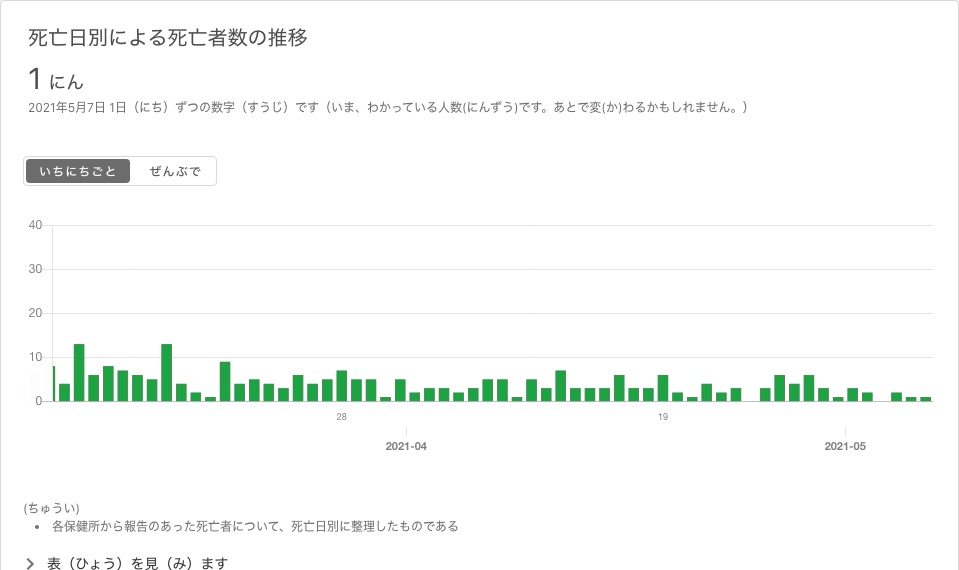 死亡日別による死亡者数の推移
1 にん
2021年5月7日 1日（にち）ずつの数字（すうじ）です（いま、わかっている人数(にんずう)です。あとで変(か)わるかもしれません。）
いちにちごと ぜんぶで
40
30
20
10
0
28 19
2021-04 2021-05
(ちゅうい)
• 各保健所から報告のあった死亡者について、死亡日別に整理したものである
表（ひょう）を見（み）ます